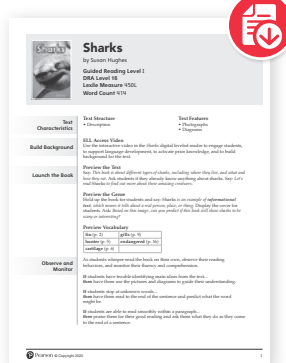 Sharks
Sharks
by Susan Hughes
Guided Reading Level I
DRA Level 16
Lexile Measure 450L
Word Count 474
Text Characteristics
Text Structure
• Description
Text Features
• Photographs
• Diagrams
Build Background
ELL Access Video
Use the interactive video in the Sharks digital leveled reader to engage students,
to support language development, to activate prior knowledge, and to build
background for the text.
Launch the Book
Preview the Text
Say: This book is about different types of sharks, including where they live, and what and
how they eat. Ask students if they already know anything about sharks. Say: Let's
read Sharks to find out more about these amazing creatures.
Preview the Genre
Hold up the book for students and say: Sharks is an example of informational
text, which means it tells about a real person, place, or thing. Display the cover for
students. Ask: Based on this image, can you predict if this book will show sharks to be
scary or interesting?
Preview Vocabulary
fin (p. 2) gills (p. 9)
hunter (p. 5) endangered (p. 16)
cartilage (p. 6)
Observe and Monitor
As students whisper-read the book on their own, observe their reading
behaviors, and monitor their fluency and comprehension.
If students have trouble identifying main ideas from the text...
then have them use the pictures and diagrams to guide their understanding.
If students stop at unknown words...
then have them read to the end of the sentence and predict what the word
might be.
If students are able to read smoothly within a paragraph...
then praise them for their good reading and ask them what they do as they come
to the end of a sentence.
Pearson © Copyright 2020
1